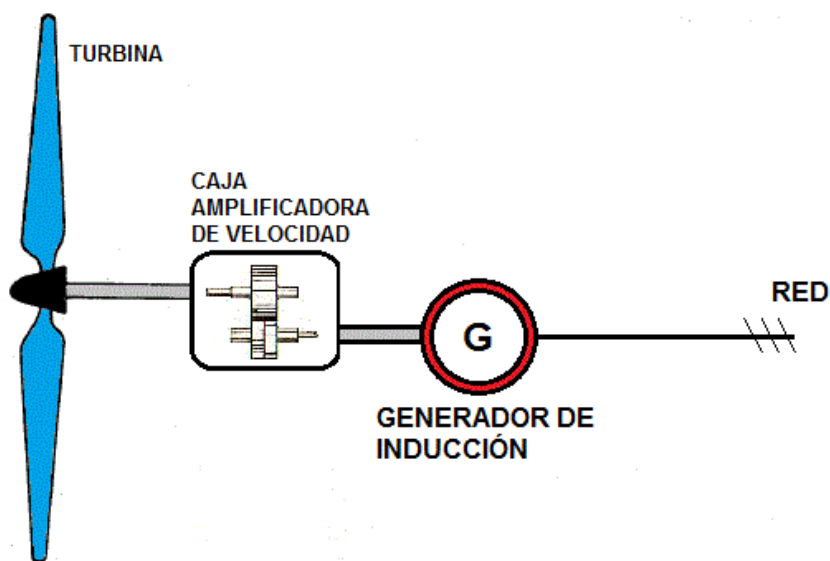 TURBINA
CAJA
AMPLIFICADORA
DE VELOCIDAD
RED
G
GENERADOR DE
INDUCCIÓN